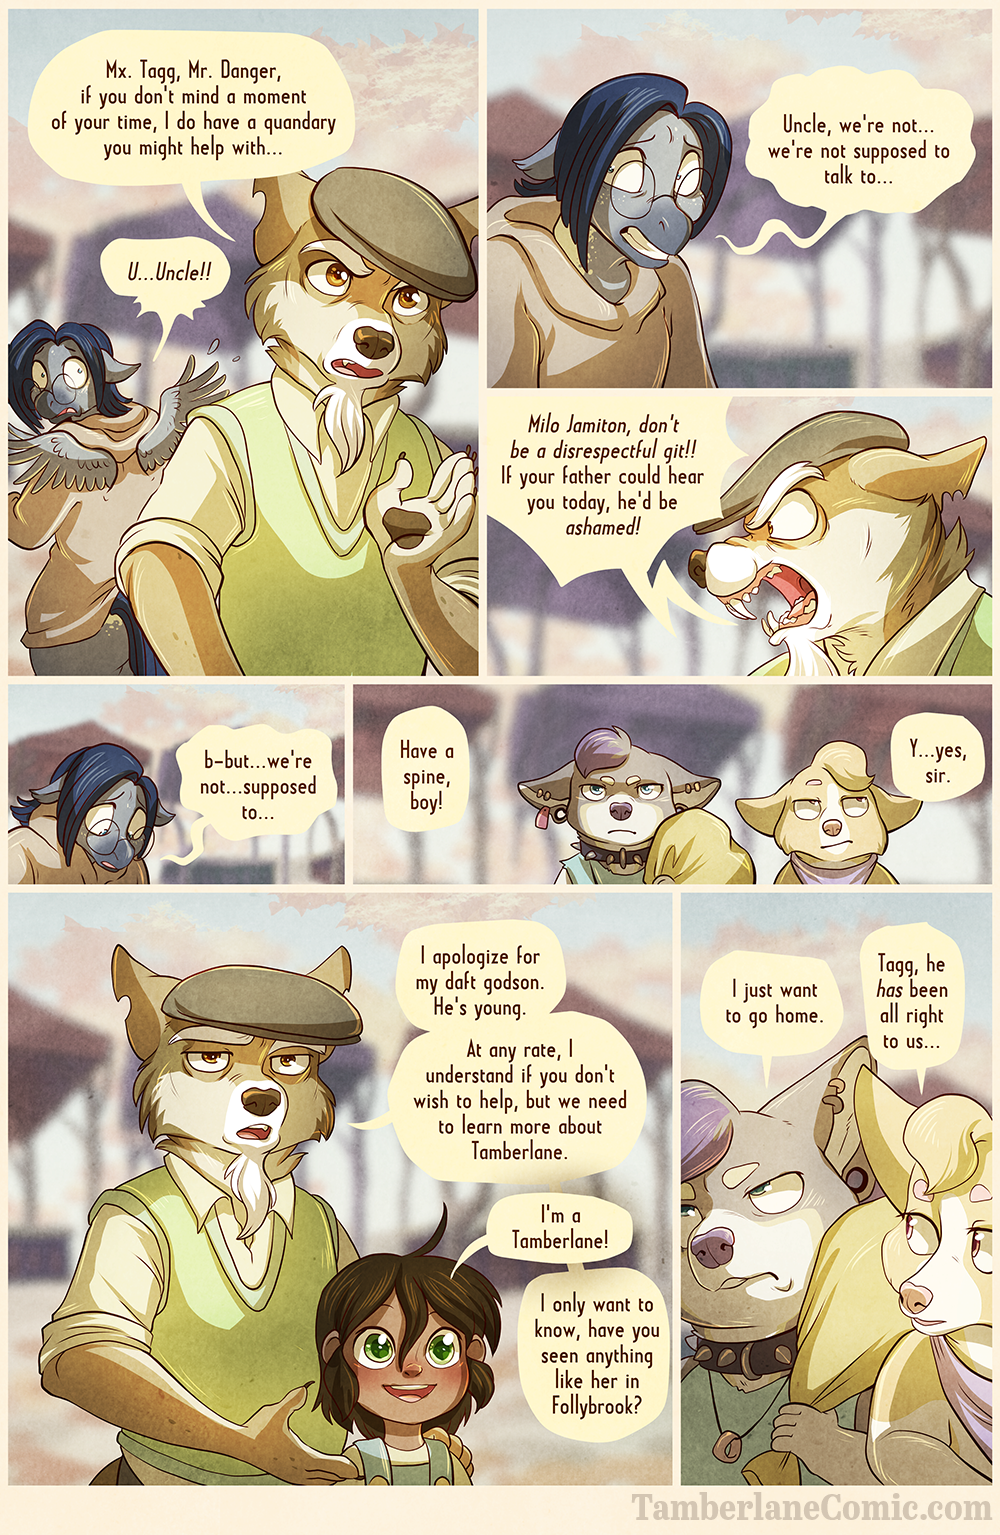 Mx. Tagg, Mr. Danger,
if you don't mind a moment
of your time, I do have a quandary
you might help with...
U...Uncle!!
Uncle, we're not...
we're not supposed to
talk to...
Milo Jamiton, don't
be a disrespectful git!!
If your father could hear
you today, he'd be
ashamed!
b-but...we're
not...supposed
to...
Have a
spine,
boy!
Y...yes,
sir.
I apologize for
my daft godson.
He's young.
At any rate, I
understand if you don't
wish to help, but we need
to learn more about
Tamberlane.
I'm a
Tamberlane!
I only want to
know, have you
seen anything
like her in
Follybrook?
I just want
to go home.
Tagg, he
has been
all right
to us...
TamberlaneComic.com